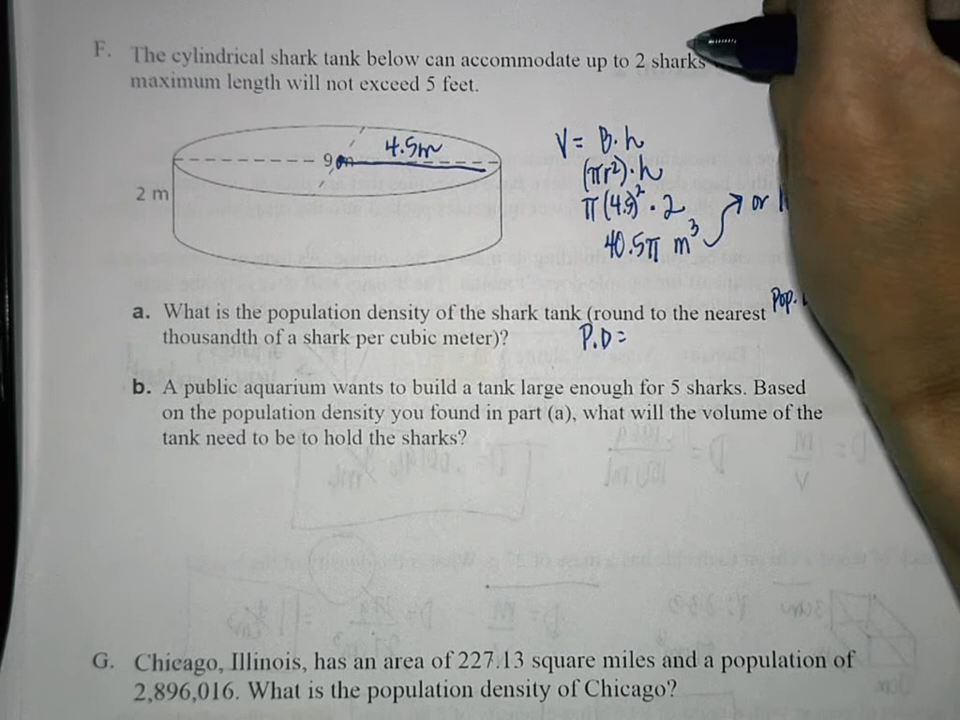 F. The cylindrical shark tank below can accommodate up to 2 sharks
maximum length will not exceed 5 feet.
9 m
4.5m
2 m
V = B·h
(πr²)·h
π(4.5)²·2
40.5π m³ or
a. What is the population density of the shark tank (round to the nearest
thousandth of a shark per cubic meter)?
Pop.
P.D =
b. A public aquarium wants to build a tank large enough for 5 sharks. Based
on the population density you found in part (a), what will the volume of the
tank need to be to hold the sharks?
G. Chicago, Illinois, has an area of 227.13 square miles and a population of
2,896,016. What is the population density of Chicago?